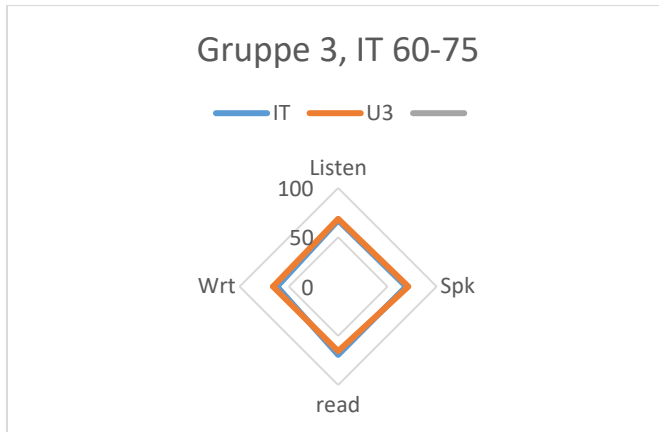 Gruppe 3, IT 60-75
IT U3
Listen
100
50
Wrt 0 Spk
read